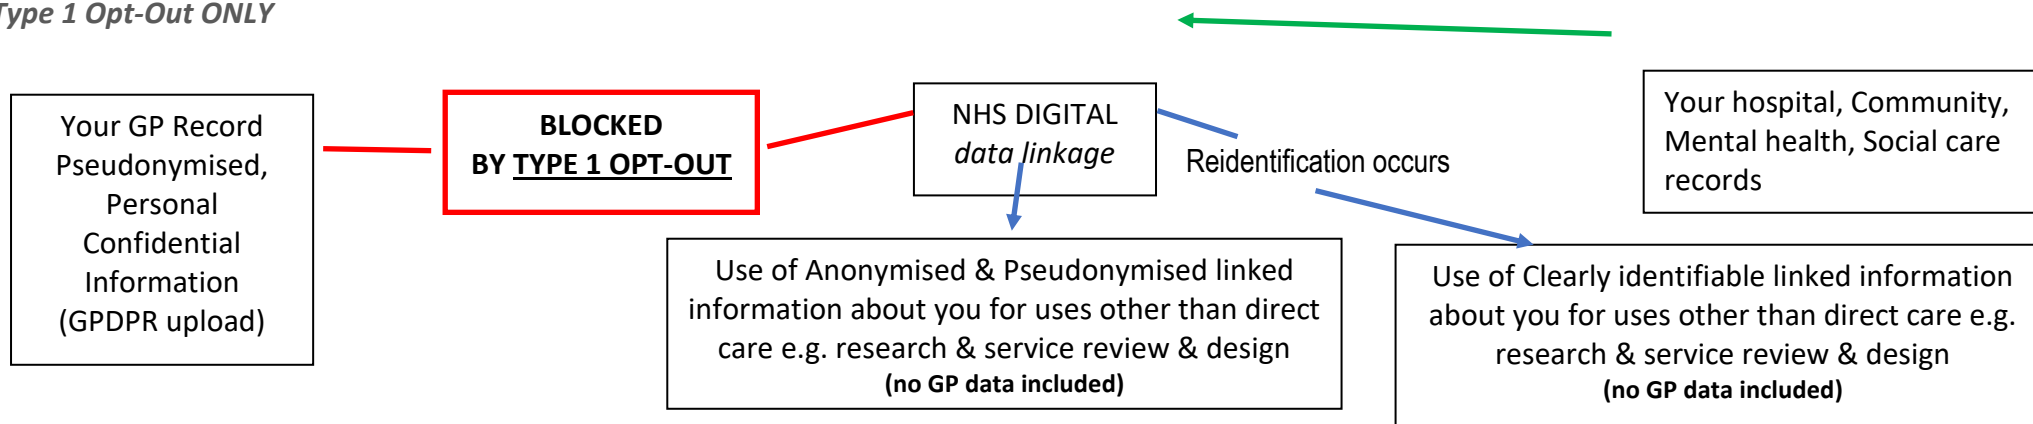 Type 1 Opt-Out ONLY
Your GP Record
Pseudonymised,
Personal
Confidential
Information
(GPDPR upload)
BLOCKED
BY TYPE 1 OPT-OUT
NHS DIGITAL
data linkage
Reidentification occurs
Your hospital, Community,
Mental health, Social care
records
Use of Anonymised & Pseudonymised linked
information about you for uses other than direct
care e.g. research & service review & design
(no GP data included)
Use of Clearly identifiable linked information
about you for uses other than direct care e.g.
research & service review & design
(no GP data included)